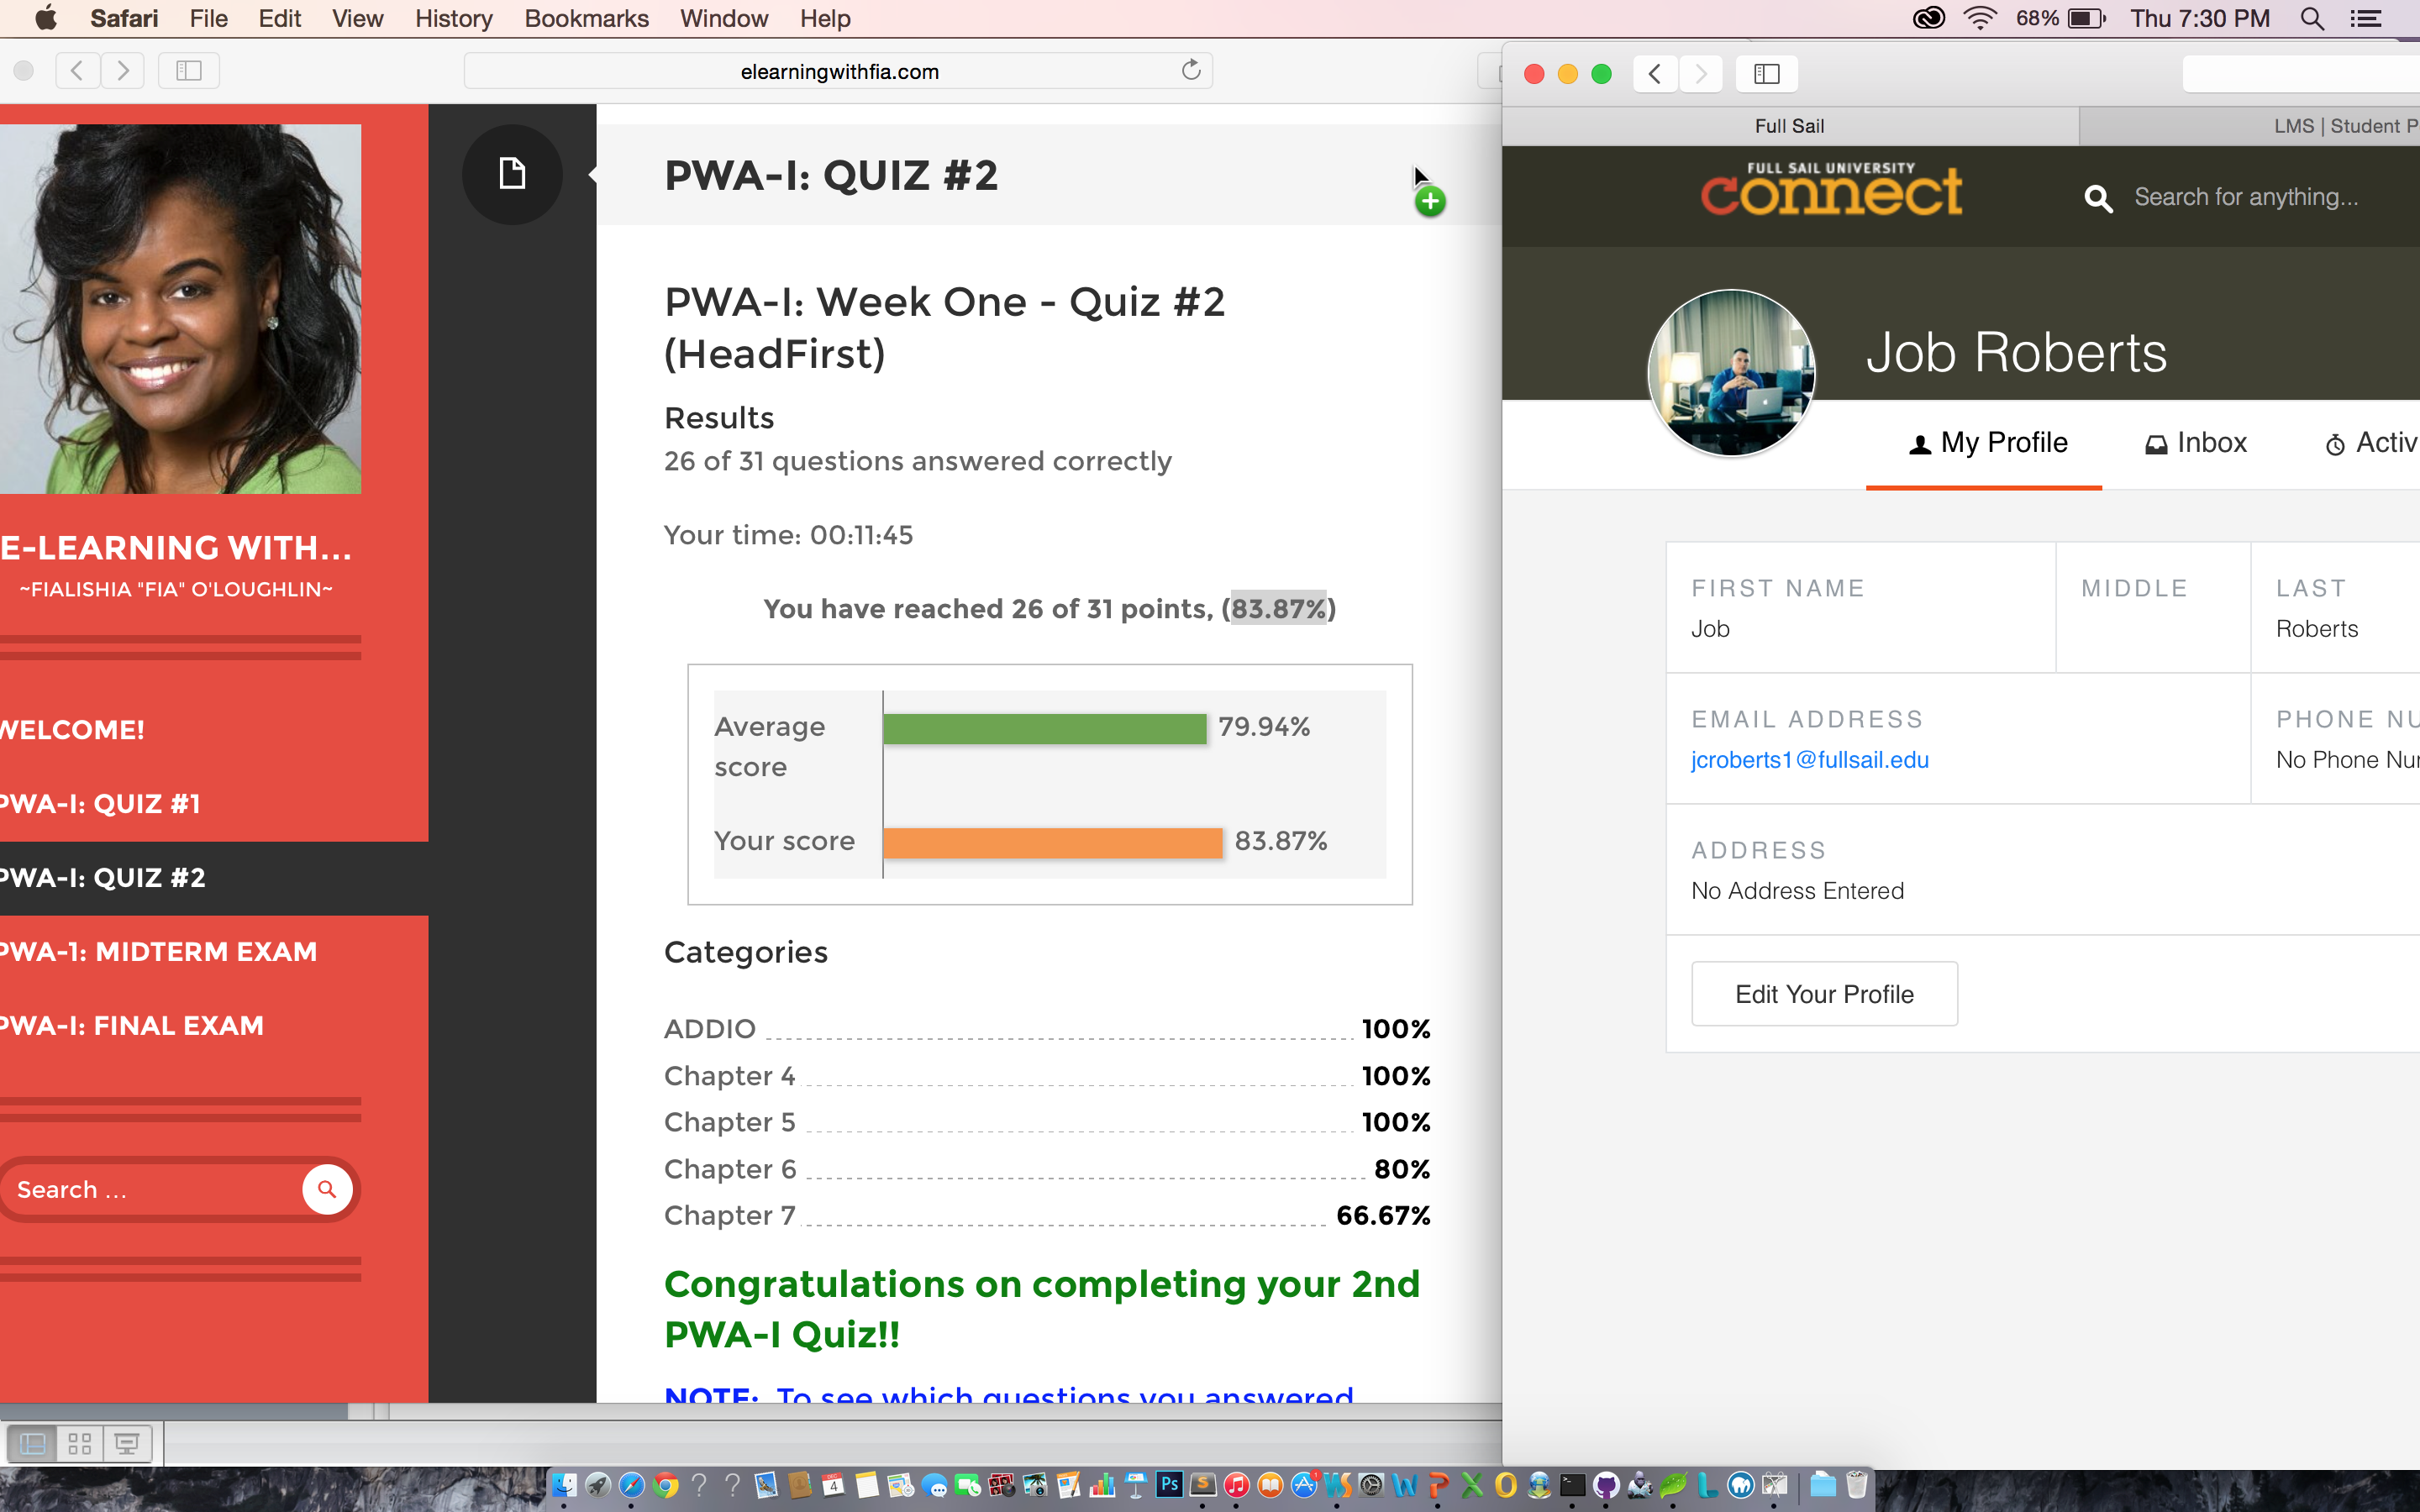 Safari File Edit View History Bookmarks Window Help
68% Thu 7:30 PM
elearningwithfia.com
E-LEARNING WITH...
~FIALISHIA "FIA" O'LOUGHLIN~
WELCOME!
PWA-I: QUIZ #1
PWA-I: QUIZ #2
PWA-1: MIDTERM EXAM
PWA-I: FINAL EXAM
Search ...
PWA-I: QUIZ #2
PWA-I: Week One - Quiz #2
(HeadFirst)
Results
26 of 31 questions answered correctly
Your time: 00:11:45
You have reached 26 of 31 points, (83.87%)
Average
score
79.94%
Your score 83.87%
Categories
ADDIO 100%
Chapter 4 100%
Chapter 5 100%
Chapter 6 80%
Chapter 7 66.67%
Congratulations on completing your 2nd
PWA-I Quiz!!
NOTE: To see which questions you answered
Full Sail
LMS | Student P
FULL SAIL UNIVERSITY
connect
Search for anything...
Job Roberts
My Profile Inbox Activ
FIRST NAME MIDDLE LAST
Job Roberts
EMAIL ADDRESS PHONE NU
jcroberts1@fullsail.edu No Phone Nu
ADDRESS
No Address Entered
Edit Your Profile
DEC
4
Ps